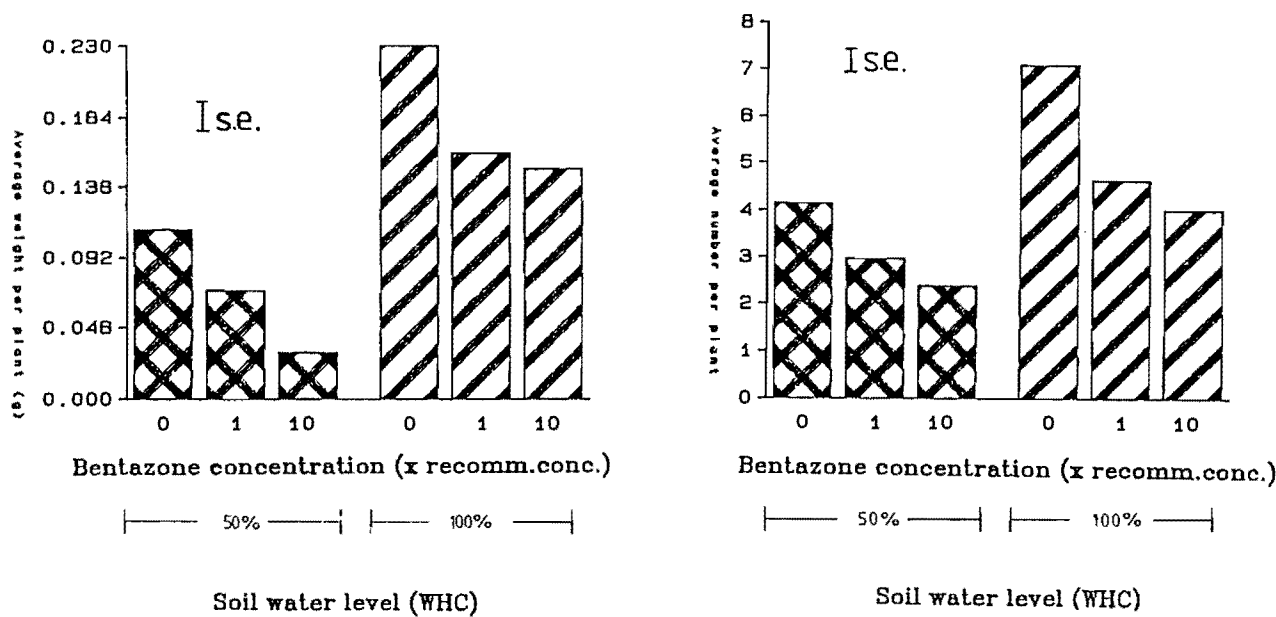 0.230
0.184
0.138
0.092
0.046
0.000
Average weight per plant (g)
I s.e.
0 1 10 0 1 10
Bentazone concentration (x recomm.conc.)
50% 100%
Soil water level (WHC)
8
7
6
5
4
3
2
1
0
Average number per plant
I s.e.
0 1 10 0 1 10
Bentazone concentration (x recomm.conc.)
50% 100%
Soil water level (WHC)